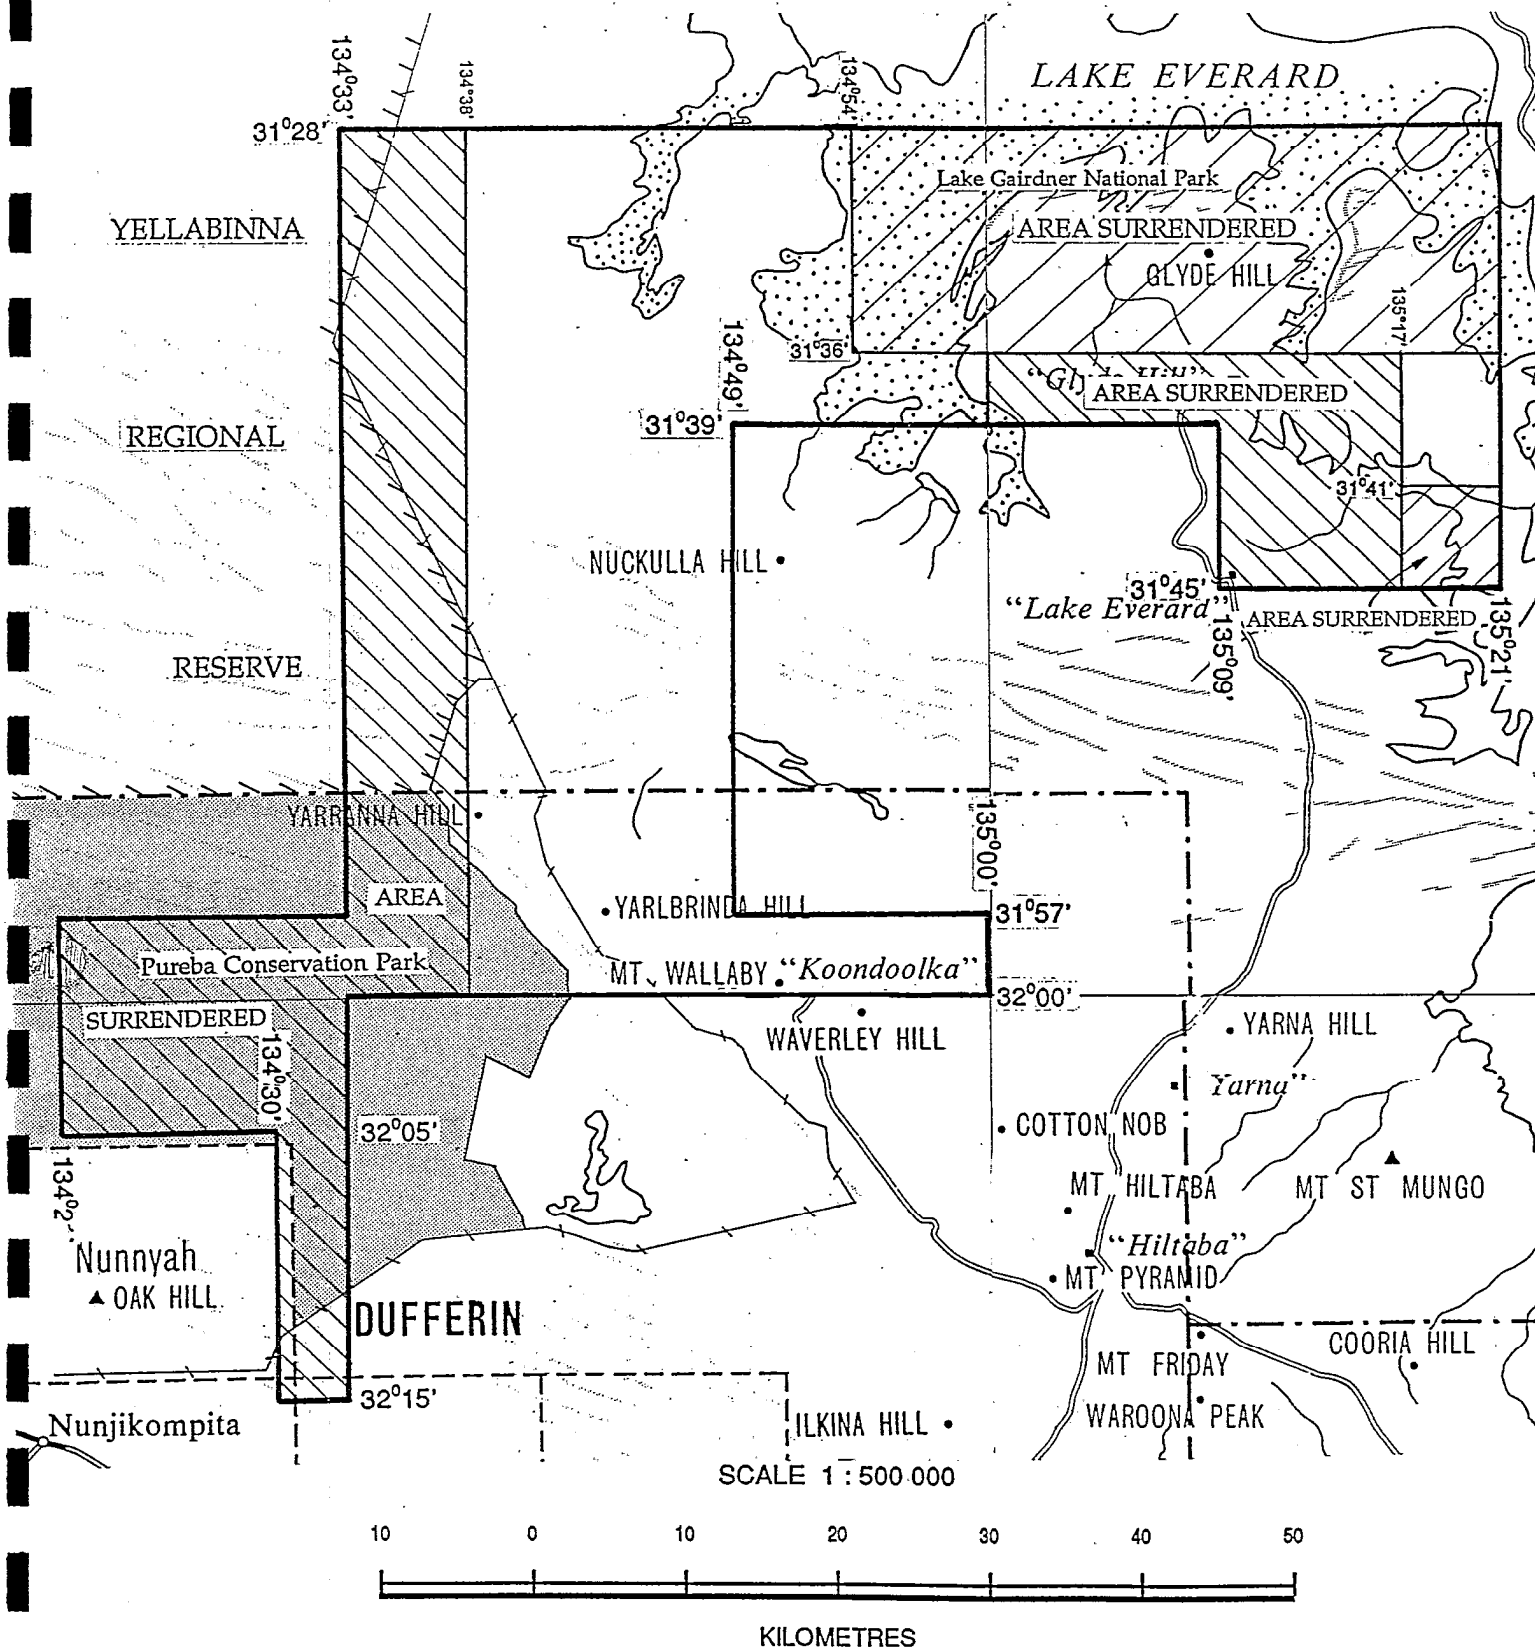 LAKE EVERARD
134°33'
134°38'
134°54'
31°28'
Lake Gairdner National Park
YELLABINNA
AREA SURRENDERED
GLYDE HILL
135°17'
134°49'
31°36'
AREA SURRENDERED
31°39'
REGIONAL
31°41'
NUCKULLA HILL
31°45'
"Lake Everard"
AREA SURRENDERED
135°09'
135°21'
RESERVE
YARRANNA HILL
135°00'
AREA
YARLBRINDA HILL
31°57'
Pureba Conservation Park
MT. WALLABY
"Koondoolka"
32°00'
SURRENDERED
WAVERLEY HILL
YARNA HILL
134°30'
Yarna"
32°05'
COTTON NOB
134°2
MT HILTABA
MT ST MUNGO
Nunnyah
"Hiltaba"
OAK HILL
MT PYRAMID
DUFFERIN
COORIA HILL
MT FRIDAY
32°15'
Nunjikompita
ILKINA HILL
WAROONA PEAK
SCALE 1 : 500 000
10 0 10 20 30 40 50
KILOMETRES